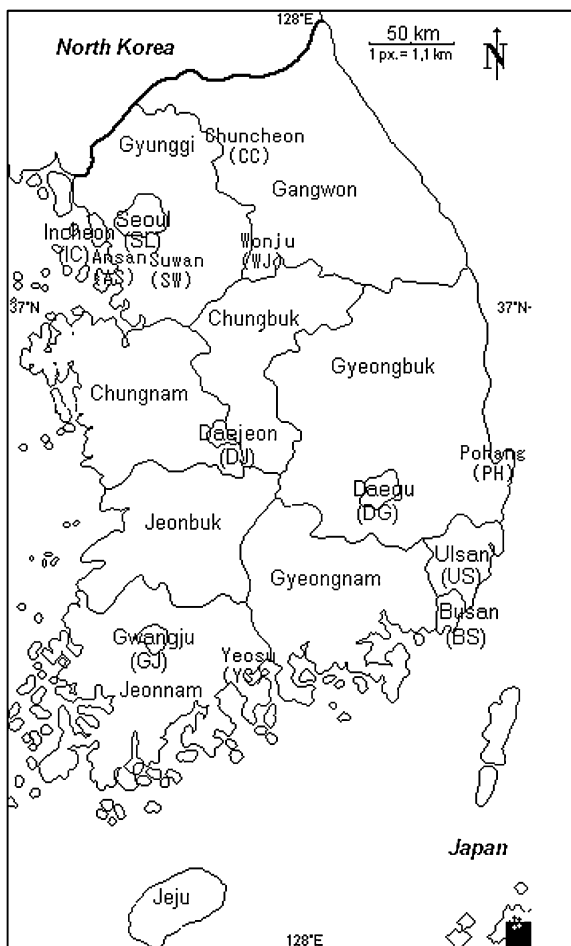 128°E
North Korea
50 km
1 px. = 1,1 km
N
Chuncheon
(CC)
Gyunggi
Gangwon
Seoul
(SL)
Incheon
(IC)
Ansan
(AS)
Suwan
(SW)
Wonju
(WJ)
37°N
37°N-
Chungbuk
Gyeongbuk
Chungnam
Daejeon
(DJ)
Pohang
(PH)
Daegu
(DG)
Jeonbuk
Ulsan
(US)
Gyeongnam
Busan
(BS)
Gwangju
(GJ)
Yeosu
(YS)
Jeonnam
Japan
Jeju
128°E